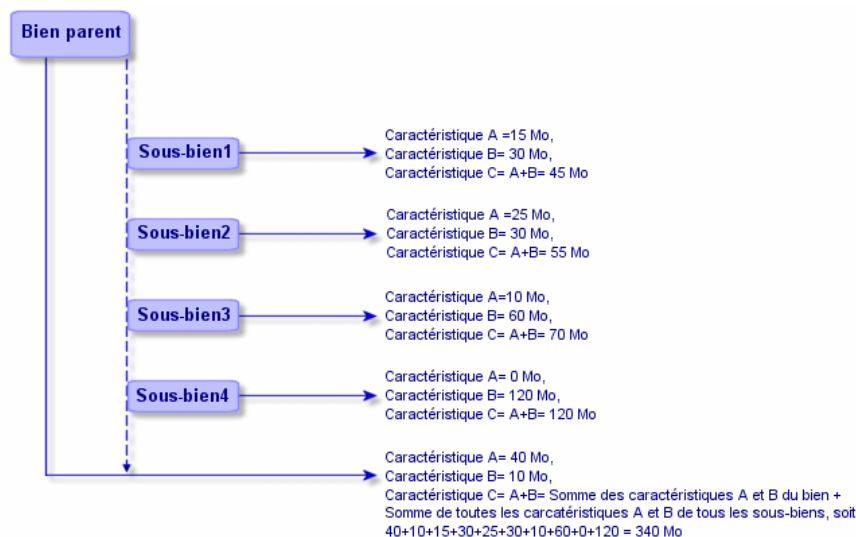 Bien parent
Sous-bien1
Caractéristique A =15 Mo,
Caractéristique B= 30 Mo,
Caractéristique C= A+B= 45 Mo
Sous-bien2
Caractéristique A =25 Mo,
Caractéristique B= 30 Mo,
Caractéristique C= A+B= 55 Mo
Sous-bien3
Caractéristique A=10 Mo,
Caractéristique B= 60 Mo,
Caractéristique C= A+B= 70 Mo
Sous-bien4
Caractéristique A= 0 Mo,
Caractéristique B= 120 Mo,
Caractéristique C= A+B= 120 Mo
Caractéristique A= 40 Mo,
Caractéristique B= 10 Mo,
Caractéristique C= A+B= Somme des caractéristiques A et B du bien +
Somme de toutes les carcatéristiques A et B de tous les sous-biens, soit
40+10+15+30+25+30+10+60+0+120 = 340 Mo